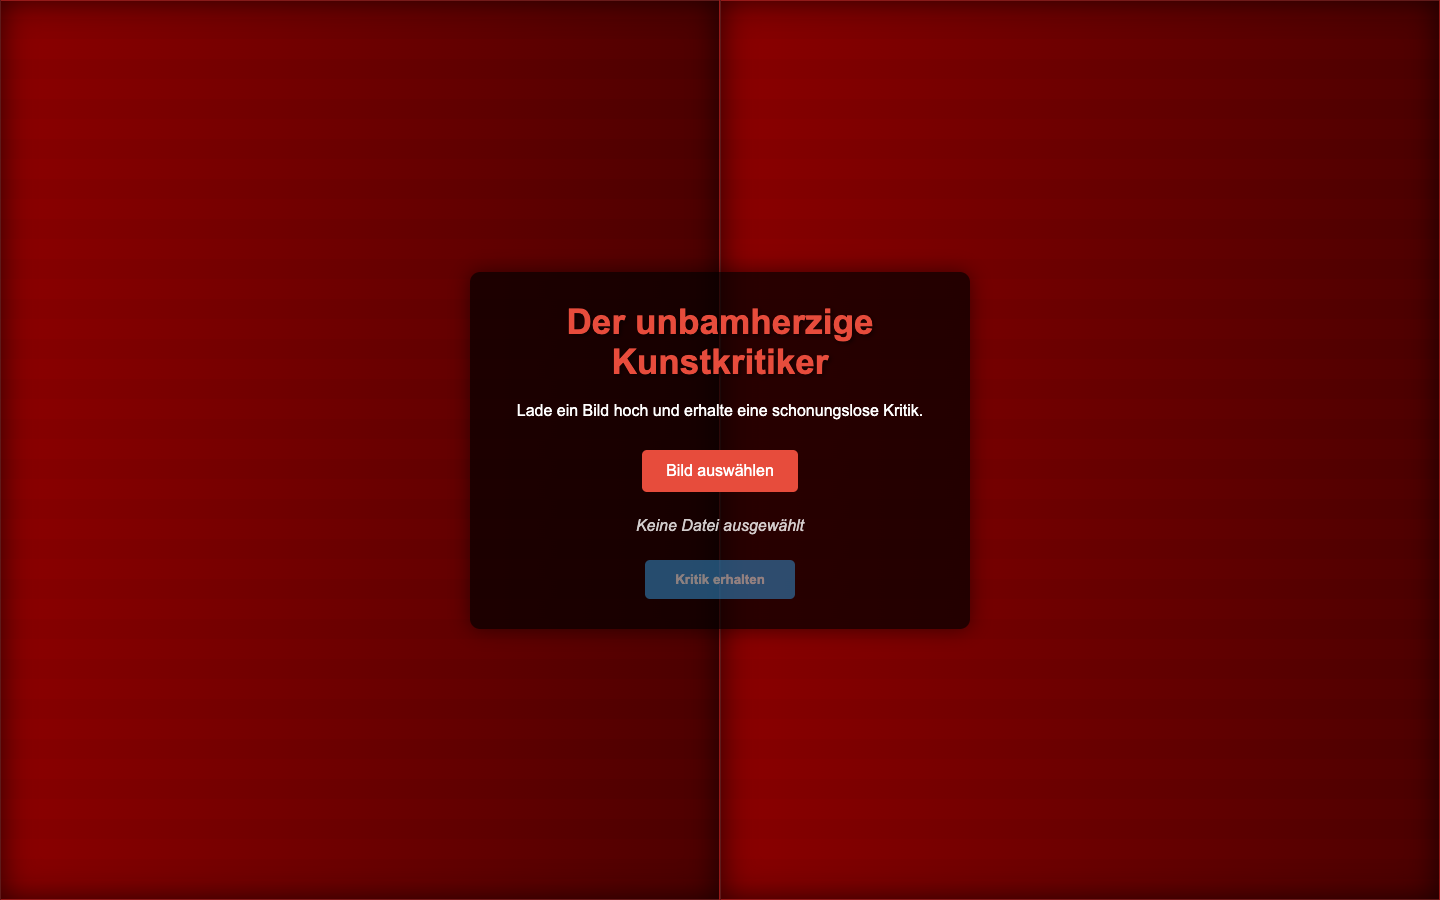 Der unbamherzige
Kunstkritiker
Lade ein Bild hoch und erhalte eine schonungslose Kritik.
Bild auswählen
Keine Datei ausgewählt
Kritik erhalten